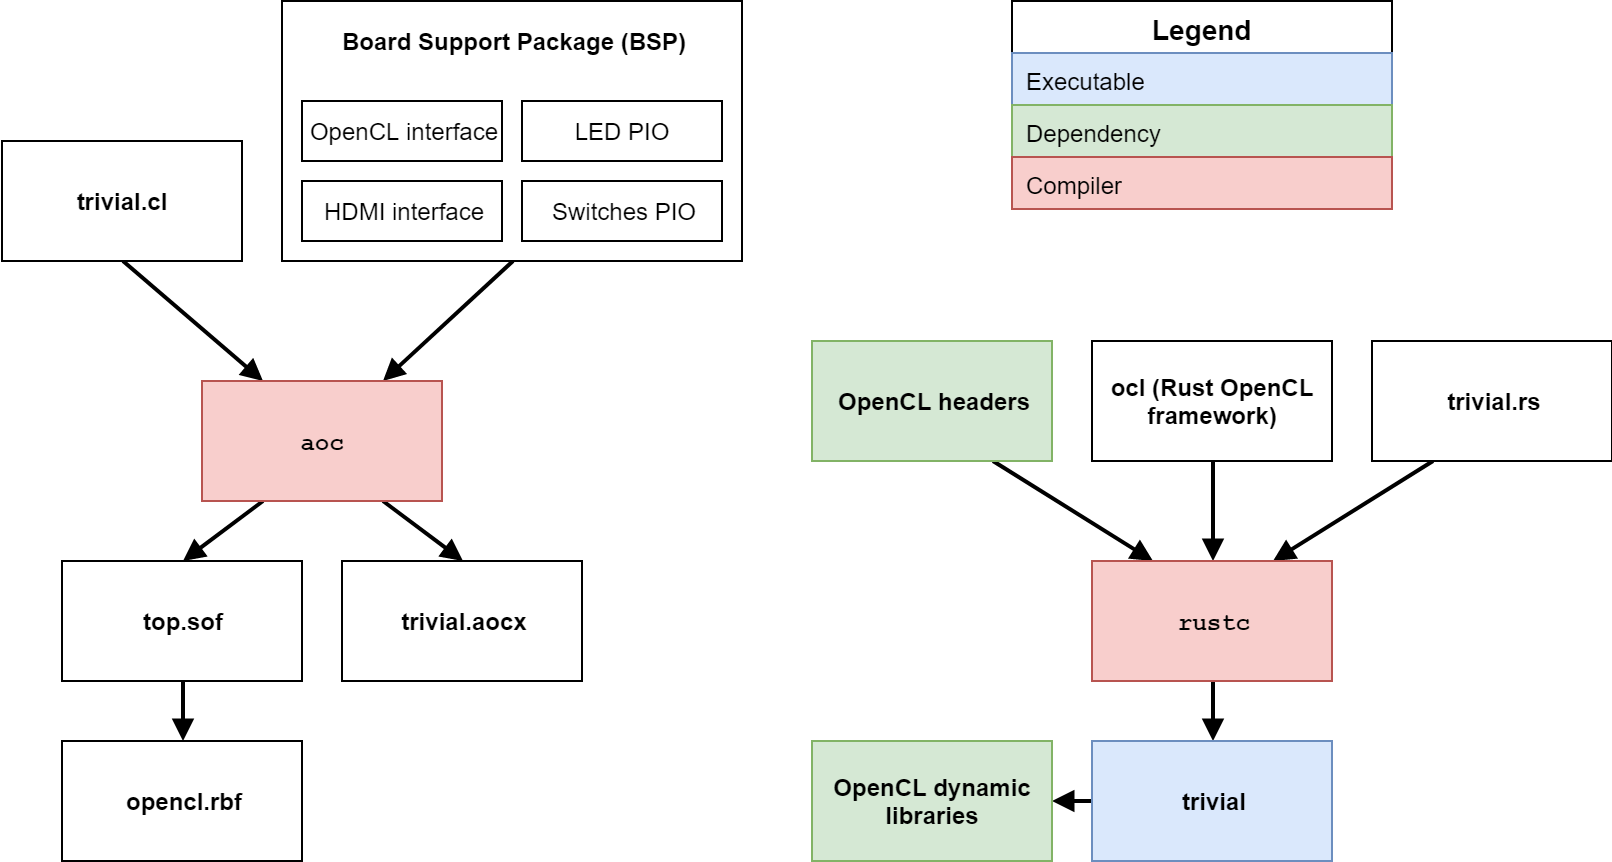 Board Support Package (BSP)
OpenCL interface
LED PIO
HDMI interface
Switches PIO
trivial.cl
aoc
top.sof
trivial.aocx
opencl.rbf
Legend
Executable
Dependency
Compiler
OpenCL headers
ocl (Rust OpenCL
framework)
trivial.rs
rustc
OpenCL dynamic
libraries
trivial